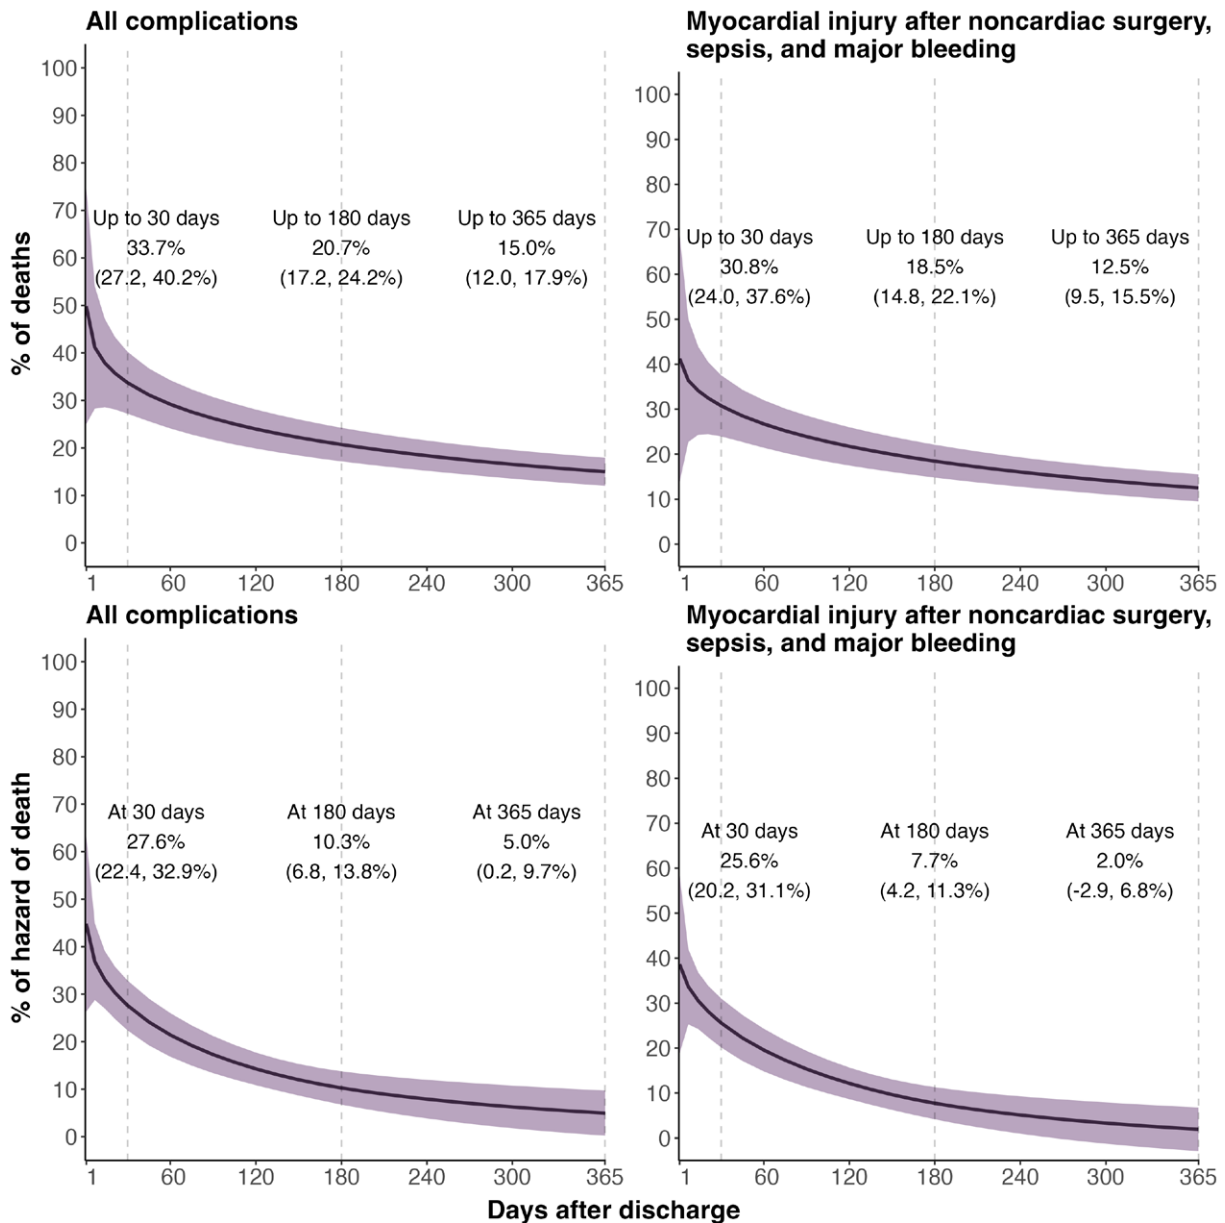 All complications
% of deaths
100
90
80
70
60
50
40
30
20
10
0
Up to 30 days
33.7%
(27.2, 40.2%)
Up to 180 days
20.7%
(17.2, 24.2%)
Up to 365 days
15.0%
(12.0, 17.9%)
1 60 120 180 240 300 365
Myocardial injury after noncardiac surgery,
sepsis, and major bleeding
100
90
80
70
60
50
40
30
20
10
0
Up to 30 days
30.8%
(24.0, 37.6%)
Up to 180 days
18.5%
(14.8, 22.1%)
Up to 365 days
12.5%
(9.5, 15.5%)
1 60 120 180 240 300 365
All complications
% of hazard of death
100
90
80
70
60
50
40
30
20
10
0
At 30 days
27.6%
(22.4, 32.9%)
At 180 days
10.3%
(6.8, 13.8%)
At 365 days
5.0%
(0.2, 9.7%)
1 60 120 180 240 300 365
Myocardial injury after noncardiac surgery,
sepsis, and major bleeding
100
90
80
70
60
50
40
30
20
10
0
At 30 days
25.6%
(20.2, 31.1%)
At 180 days
7.7%
(4.2, 11.3%)
At 365 days
2.0%
(-2.9, 6.8%)
1 60 120 180 240 300 365
Days after discharge